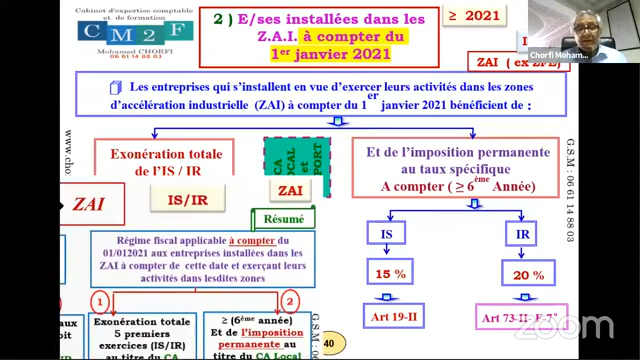 Cabinet d'expertise comptable
et de formation
CM2F
Mohamed CHORFI
06 61 14 88 03
2 ) E/ses installées dans les
Z.A.I. à compter du
1er janvier 2021
≥ 2021
ZAI ( ex ZFE)
Chorfi Moham...
Les entreprises qui s'installent en vue d'exercer leurs activités dans les zones
d'accélération industrielle (ZAI) à compter du 1er janvier 2021 bénéficient de :
www.cho
Exonération totale
de l'IS / IR
IS/IR
ZAI
CA
LOCAL
et
PORT
ZAI
Et de l'imposition permanente
au taux spécifique
A compter (≥ 6ème Année)
G.S.M : 06 61 14 88 03
IS
IR
15 %
20 %
Art 19-II
Art 73-II- F-7°
Résumé
Régime fiscal applicable à compter du
01/012021 aux entreprises installées dans les
ZAI à compter de cette date et exerçant leurs
activités dans lesdites zones
1
2
Exonération totale
5 premiers
exercices (IS/IR)
au titre du CA
≥ (6ème année)
Et de l'imposition
permanente au
titre du CA Local
G.S.M : 06
40
zoom